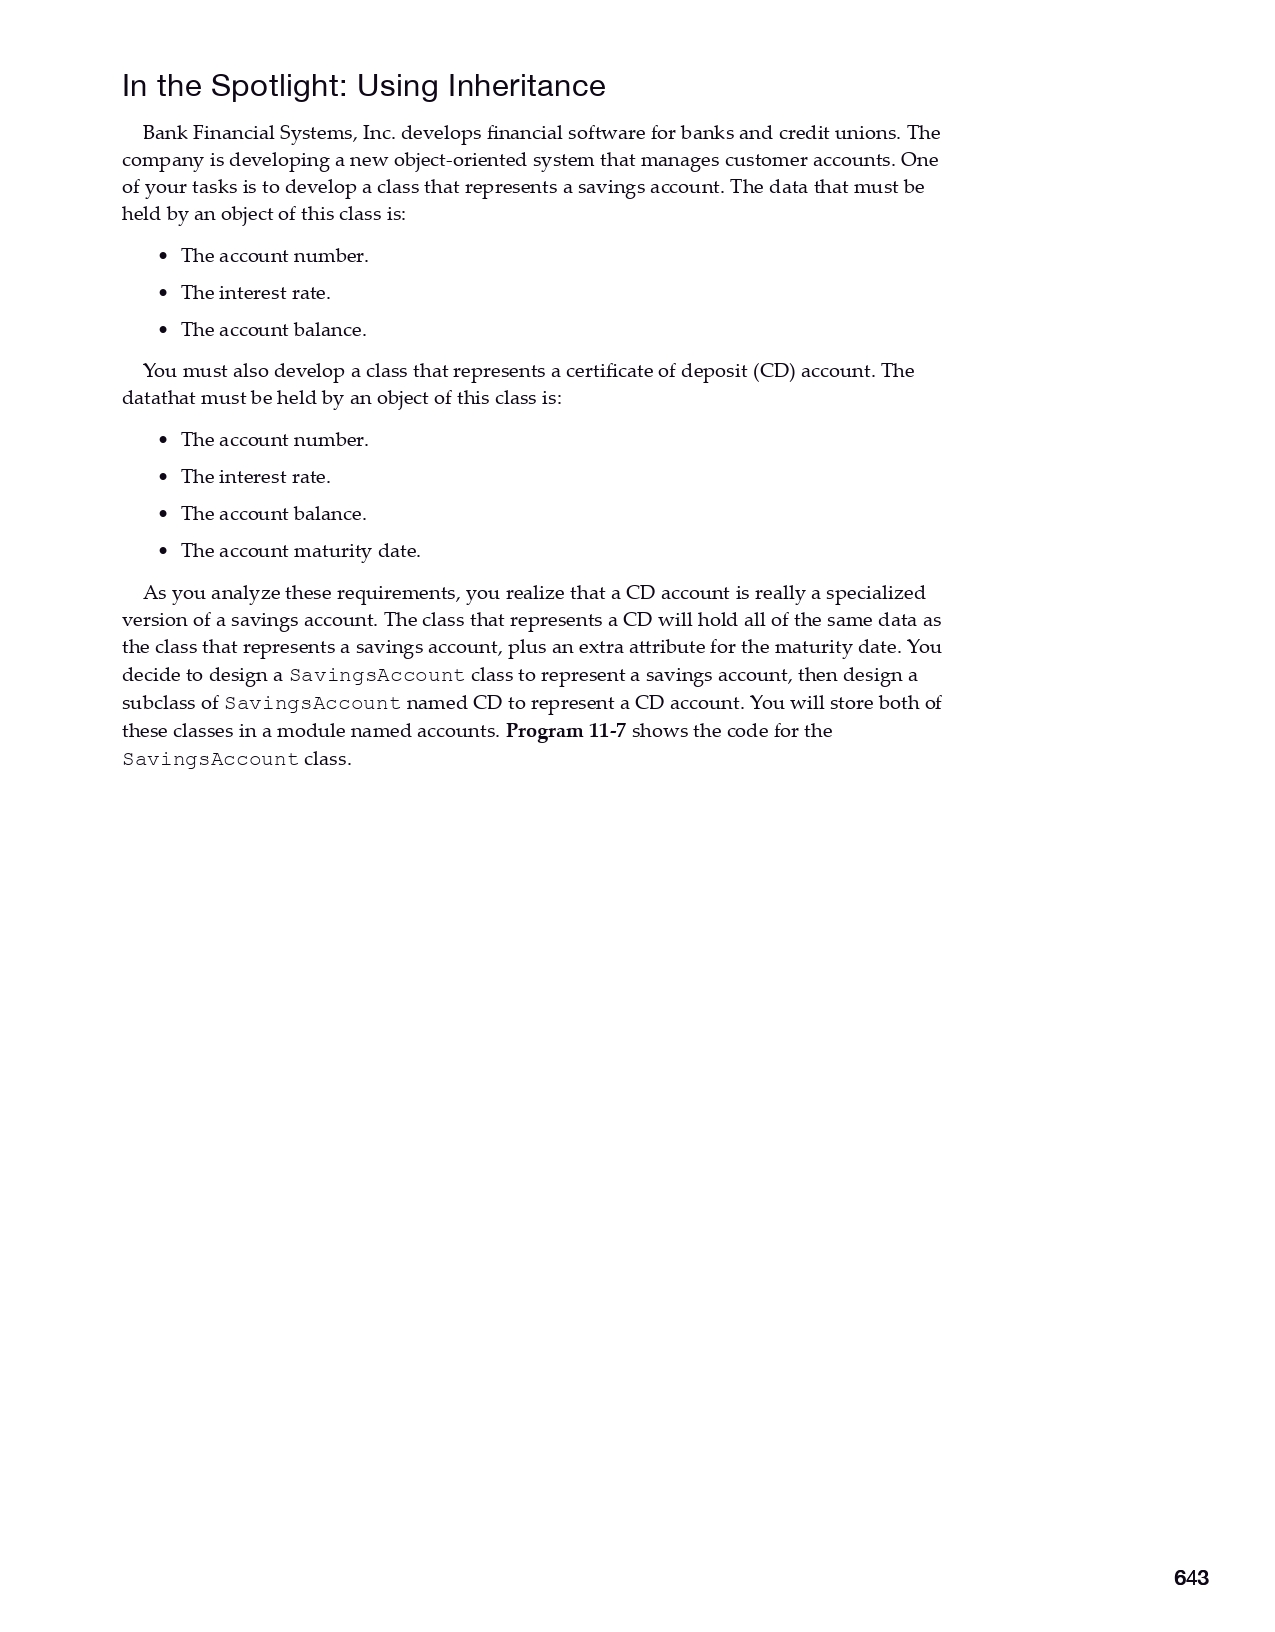 In the Spotlight: Using Inheritance
Bank Financial Systems, Inc. develops financial software for banks and credit unions. The
company is developing a new object-oriented system that manages customer accounts. One
of your tasks is to develop a class that represents a savings account. The data that must be
held by an object of this class is:
• The account number.
• The interest rate.
• The account balance.
You must also develop a class that represents a certificate of deposit (CD) account. The
datathat must be held by an object of this class is:
• The account number.
• The interest rate.
• The account balance.
• The account maturity date.
As you analyze these requirements, you realize that a CD account is really a specialized
version of a savings account. The class that represents a CD will hold all of the same data as
the class that represents a savings account, plus an extra attribute for the maturity date. You
decide to design a SavingsAccount class to represent a savings account, then design a
subclass of SavingsAccount named CD to represent a CD account. You will store both of
these classes in a module named accounts. Program 11-7 shows the code for the
SavingsAccount class.
643